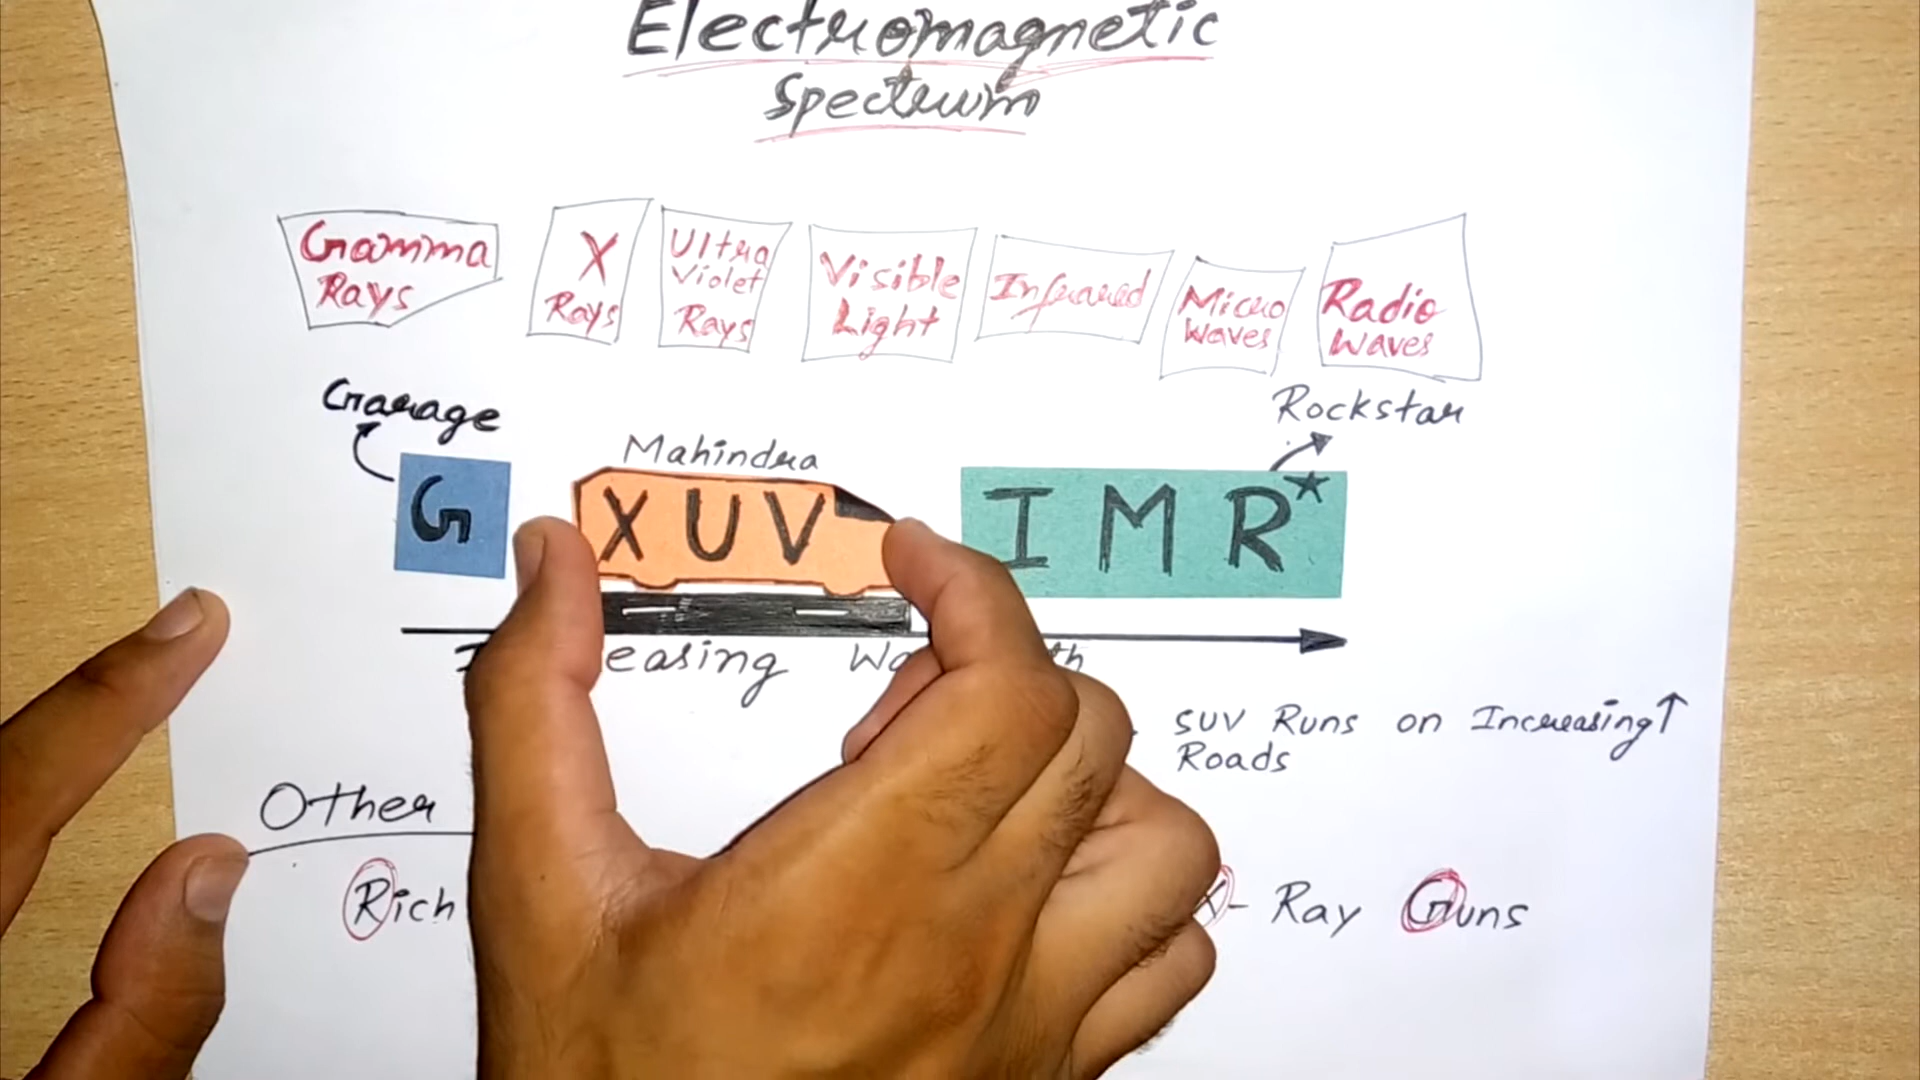 Electromagnetic
Spectrum
Gamma
Rays
X
Rays
Ultra
Violet
Rays
Visible
Light
Infrared
Micro
Waves
Radio
Waves
Garage
Mahindra
Rockstar
G
XUV
IMR*
SUV Runs on Increasing↑
Roads
Other
Rich
X-Ray Guns